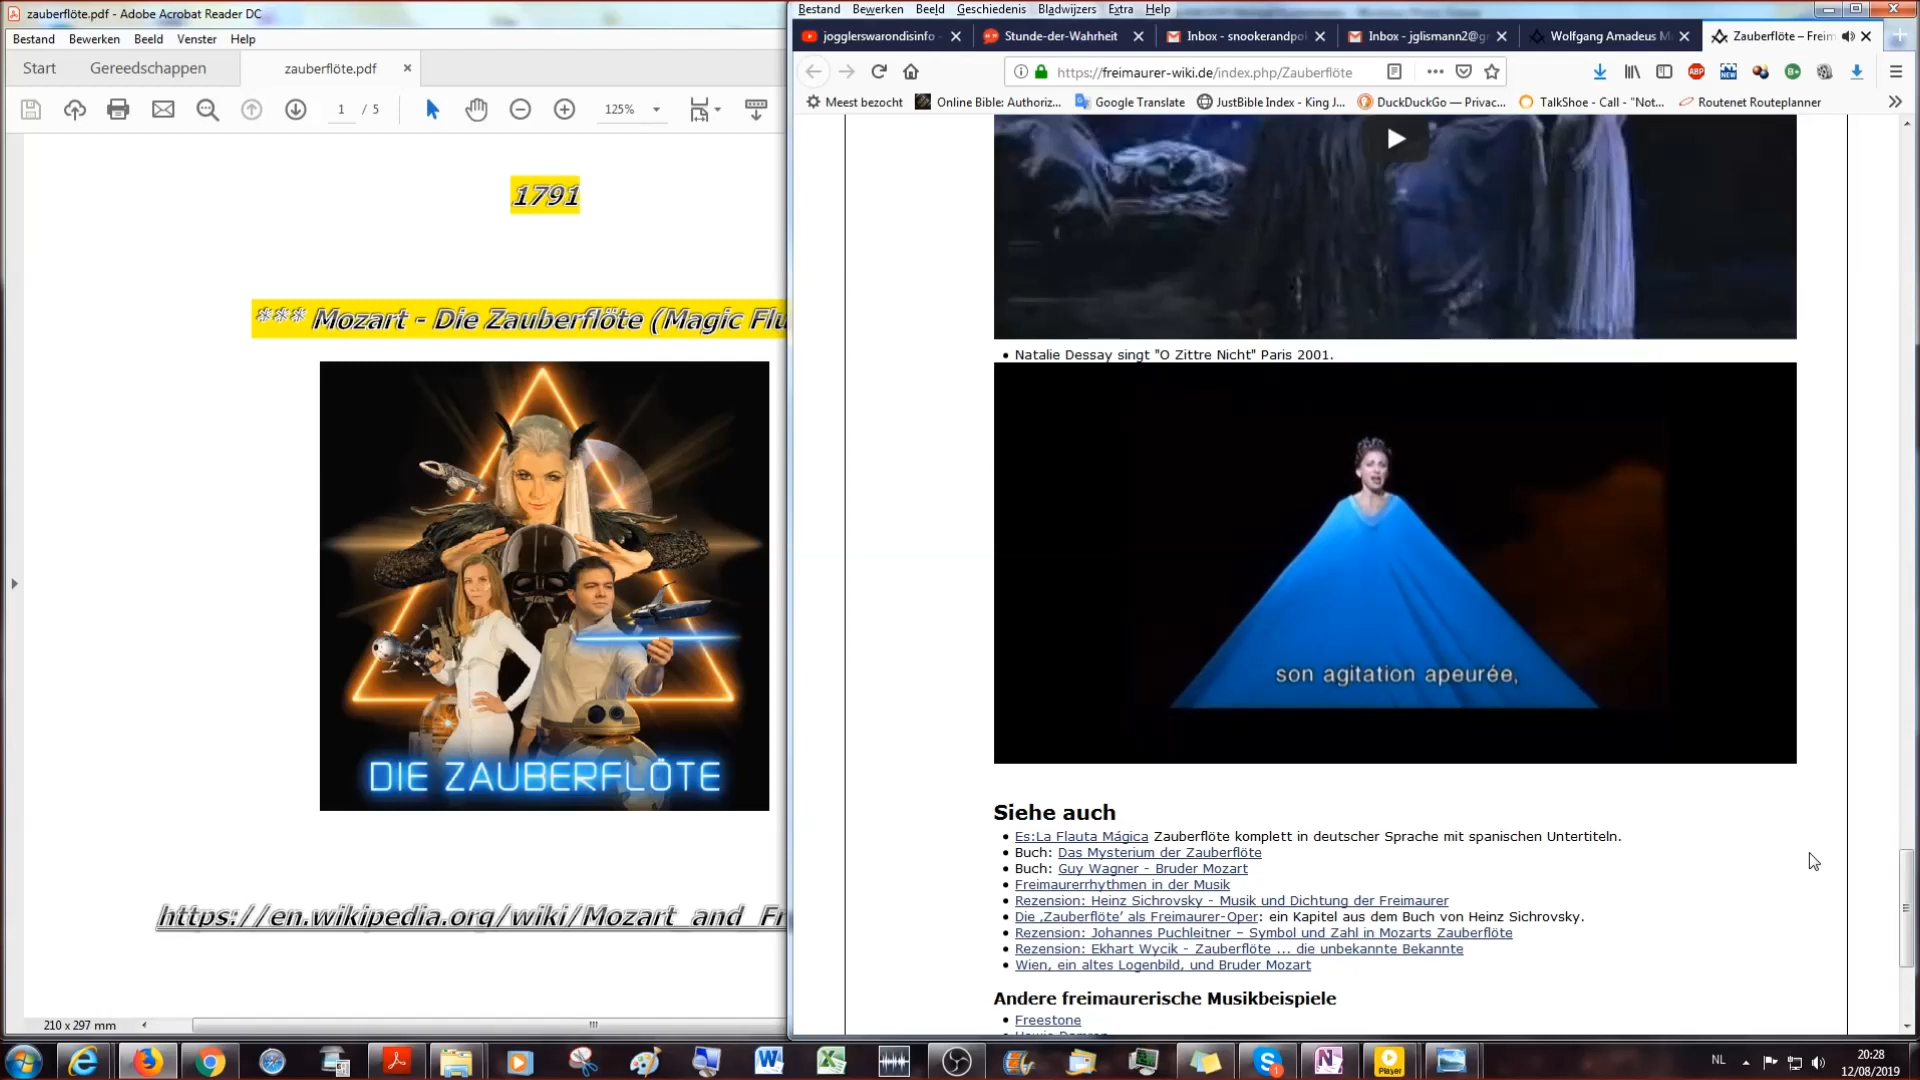 zauberflöte.pdf - Adobe Acrobat Reader DC
Bestand Bewerken Beeld Venster Help
Start Gereedschappen zauberflöte.pdf
1 / 5 125%
1791
*** Mozart - Die Zauberflöte (Magic Flu
DIE ZAUBERFLÖTE
https://en.wikipedia.org/wiki/Mozart_and_Fr
210 x 297 mm
Bestand Bewerken Beeld Geschiedenis Bladwijzers Extra Help
jogglerswarondisinfo - Stunde-der-Wahrheit Inbox - snookerandpo Inbox - jglismann2@g Wolfgang Amadeus M Zauberflöte – Freim
https://freimaurer-wiki.de/index.php/Zauberflöte
Meest bezocht Online Bible: Authoriz... Google Translate JustBible Index - King J... DuckDuckGo — Privac... TalkShoe - Call - "Not... Routenet Routeplanner
Natalie Dessay singt "O Zittre Nicht" Paris 2001.
son agitation apeurée,
Siehe auch
Es:La Flauta Mágica Zauberflöte komplett in deutscher Sprache mit spanischen Untertiteln.
Buch: Das Mysterium der Zauberflöte
Buch: Guy Wagner - Bruder Mozart
Freimaurerrhythmen in der Musik
Rezension: Heinz Sichrovsky - Musik und Dichtung der Freimaurer
Die ‚Zauberflöte’ als Freimaurer-Oper: ein Kapitel aus dem Buch von Heinz Sichrovsky.
Rezension: Johannes Puchleitner – Symbol und Zahl in Mozarts Zauberflöte
Rezension: Ekhart Wycik - Zauberflöte ... die unbekannte Bekannte
Wien, ein altes Logenbild, und Bruder Mozart
Andere freimaurerische Musikbeispiele
Freestone
NL 20:28
12/08/2019